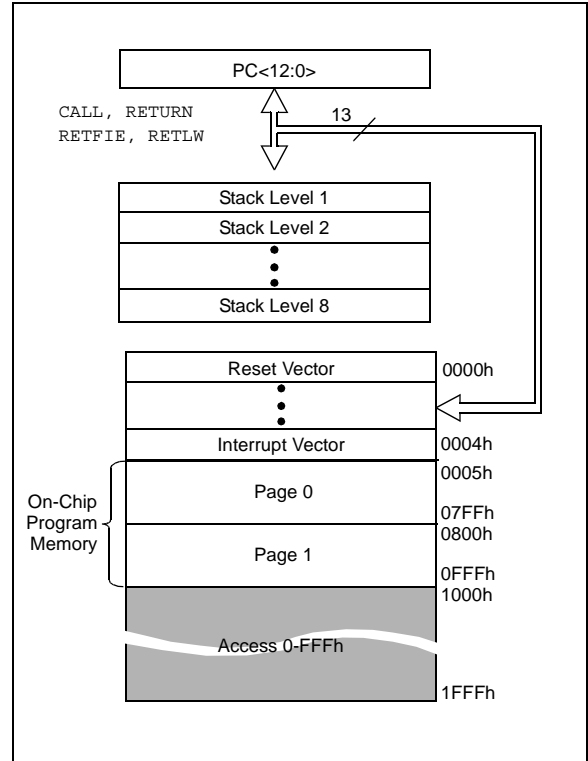 PC<12:0>
CALL, RETURN
RETFIE, RETLW
13
Stack Level 1
Stack Level 2
Stack Level 8
Reset Vector
0000h
Interrupt Vector
0004h
0005h
On-Chip
Program
Memory
Page 0
07FFh
0800h
Page 1
0FFFh
1000h
Access 0-FFFh
1FFFh